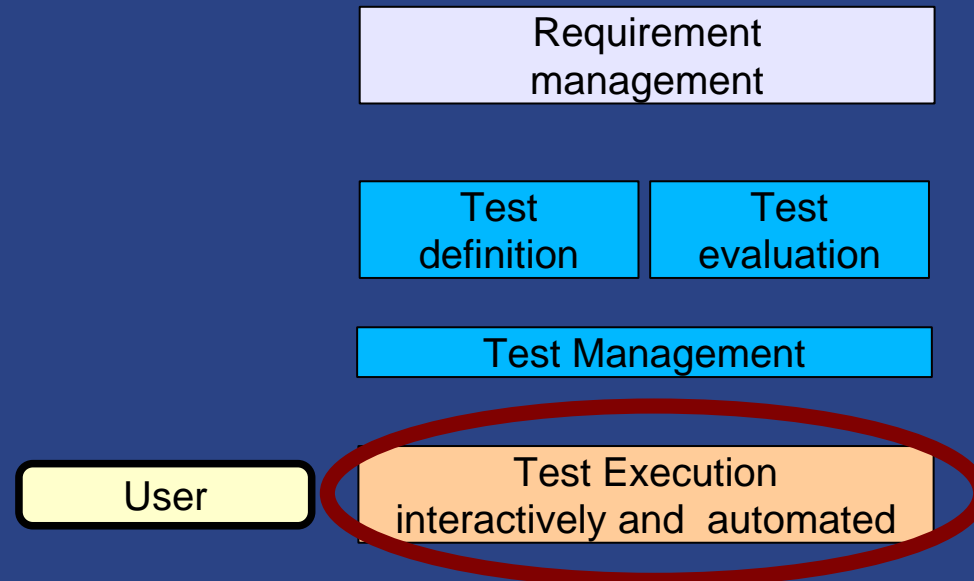 Requirement
management
Test
definition
Test
evaluation
Test Management
User
Test Execution
interactively and  automated